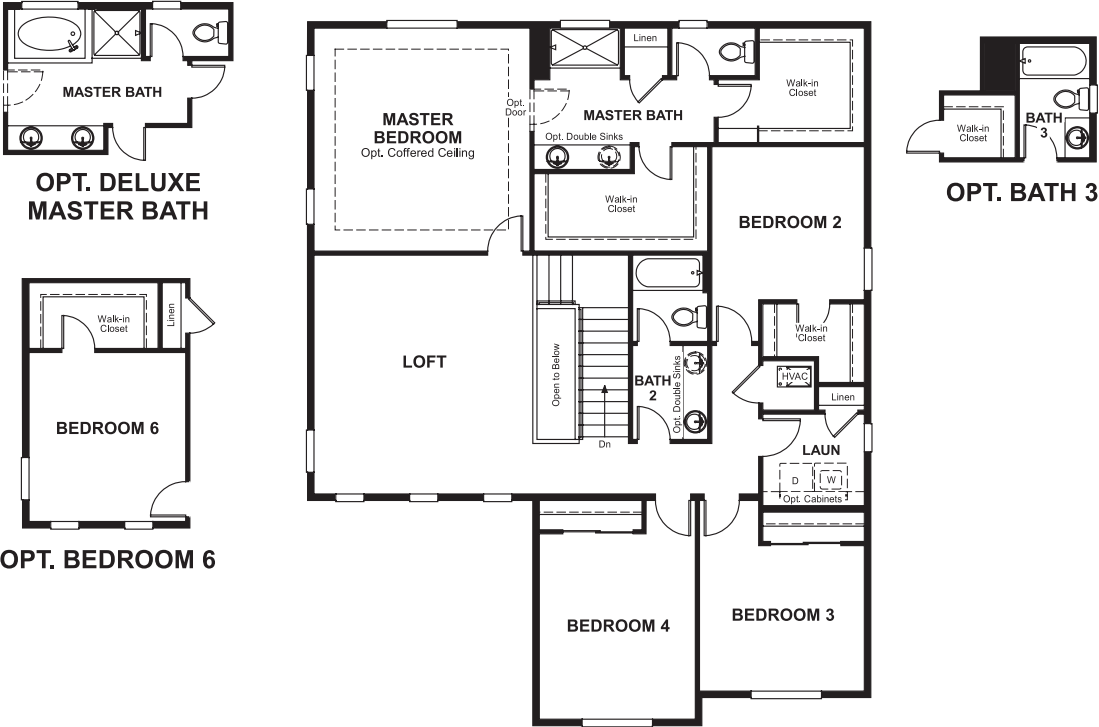 MASTER BATH
OPT. DELUXE
MASTER BATH
Walk-in
Closet
Linen
BEDROOM 6
OPT. BEDROOM 6
MASTER
BEDROOM
Opt. Coffered Ceiling
Opt.
Door
Linen
MASTER BATH
Opt. Double Sinks
Walk-in
Closet
Walk-in
Closet
BEDROOM 2
LOFT
Open to Below
Dn
BATH
2
Opt. Double Sinks
Walk-in
Closet
HVAC
Linen
LAUN
D
W
Opt. Cabinets
BEDROOM 4
BEDROOM 3
Walk-in
Closet
BATH
3
OPT. BATH 3